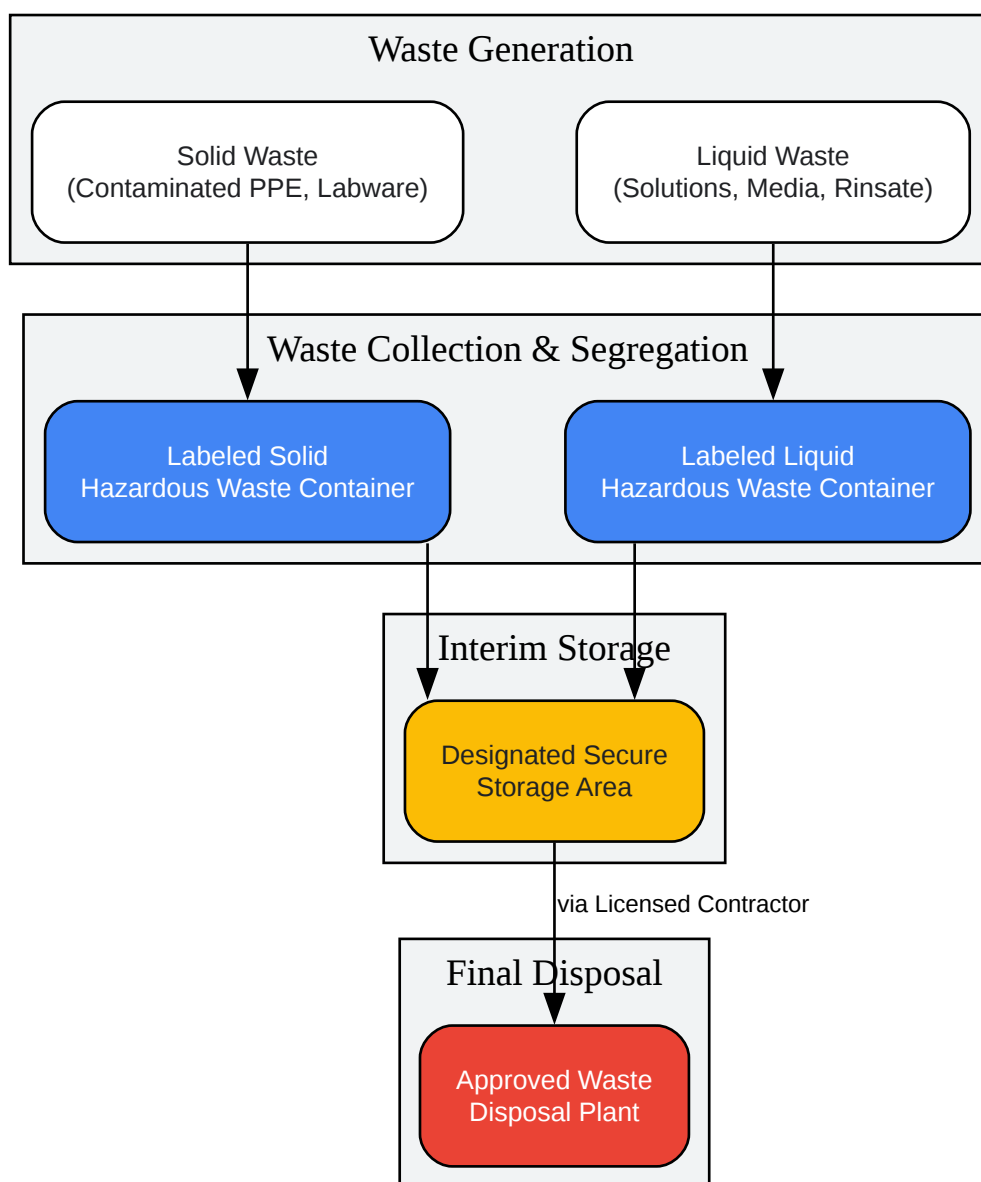 Waste Generation
Solid Waste
(Contaminated PPE, Labware)
Liquid Waste
(Solutions, Media, Rinsate)
Waste Collection & Segregation
Labeled Solid
Hazardous Waste Container
Labeled Liquid
Hazardous Waste Container
Interim Storage
Designated Secure
Storage Area
via Licensed Contractor
Final Disposal
Approved Waste
Disposal Plant